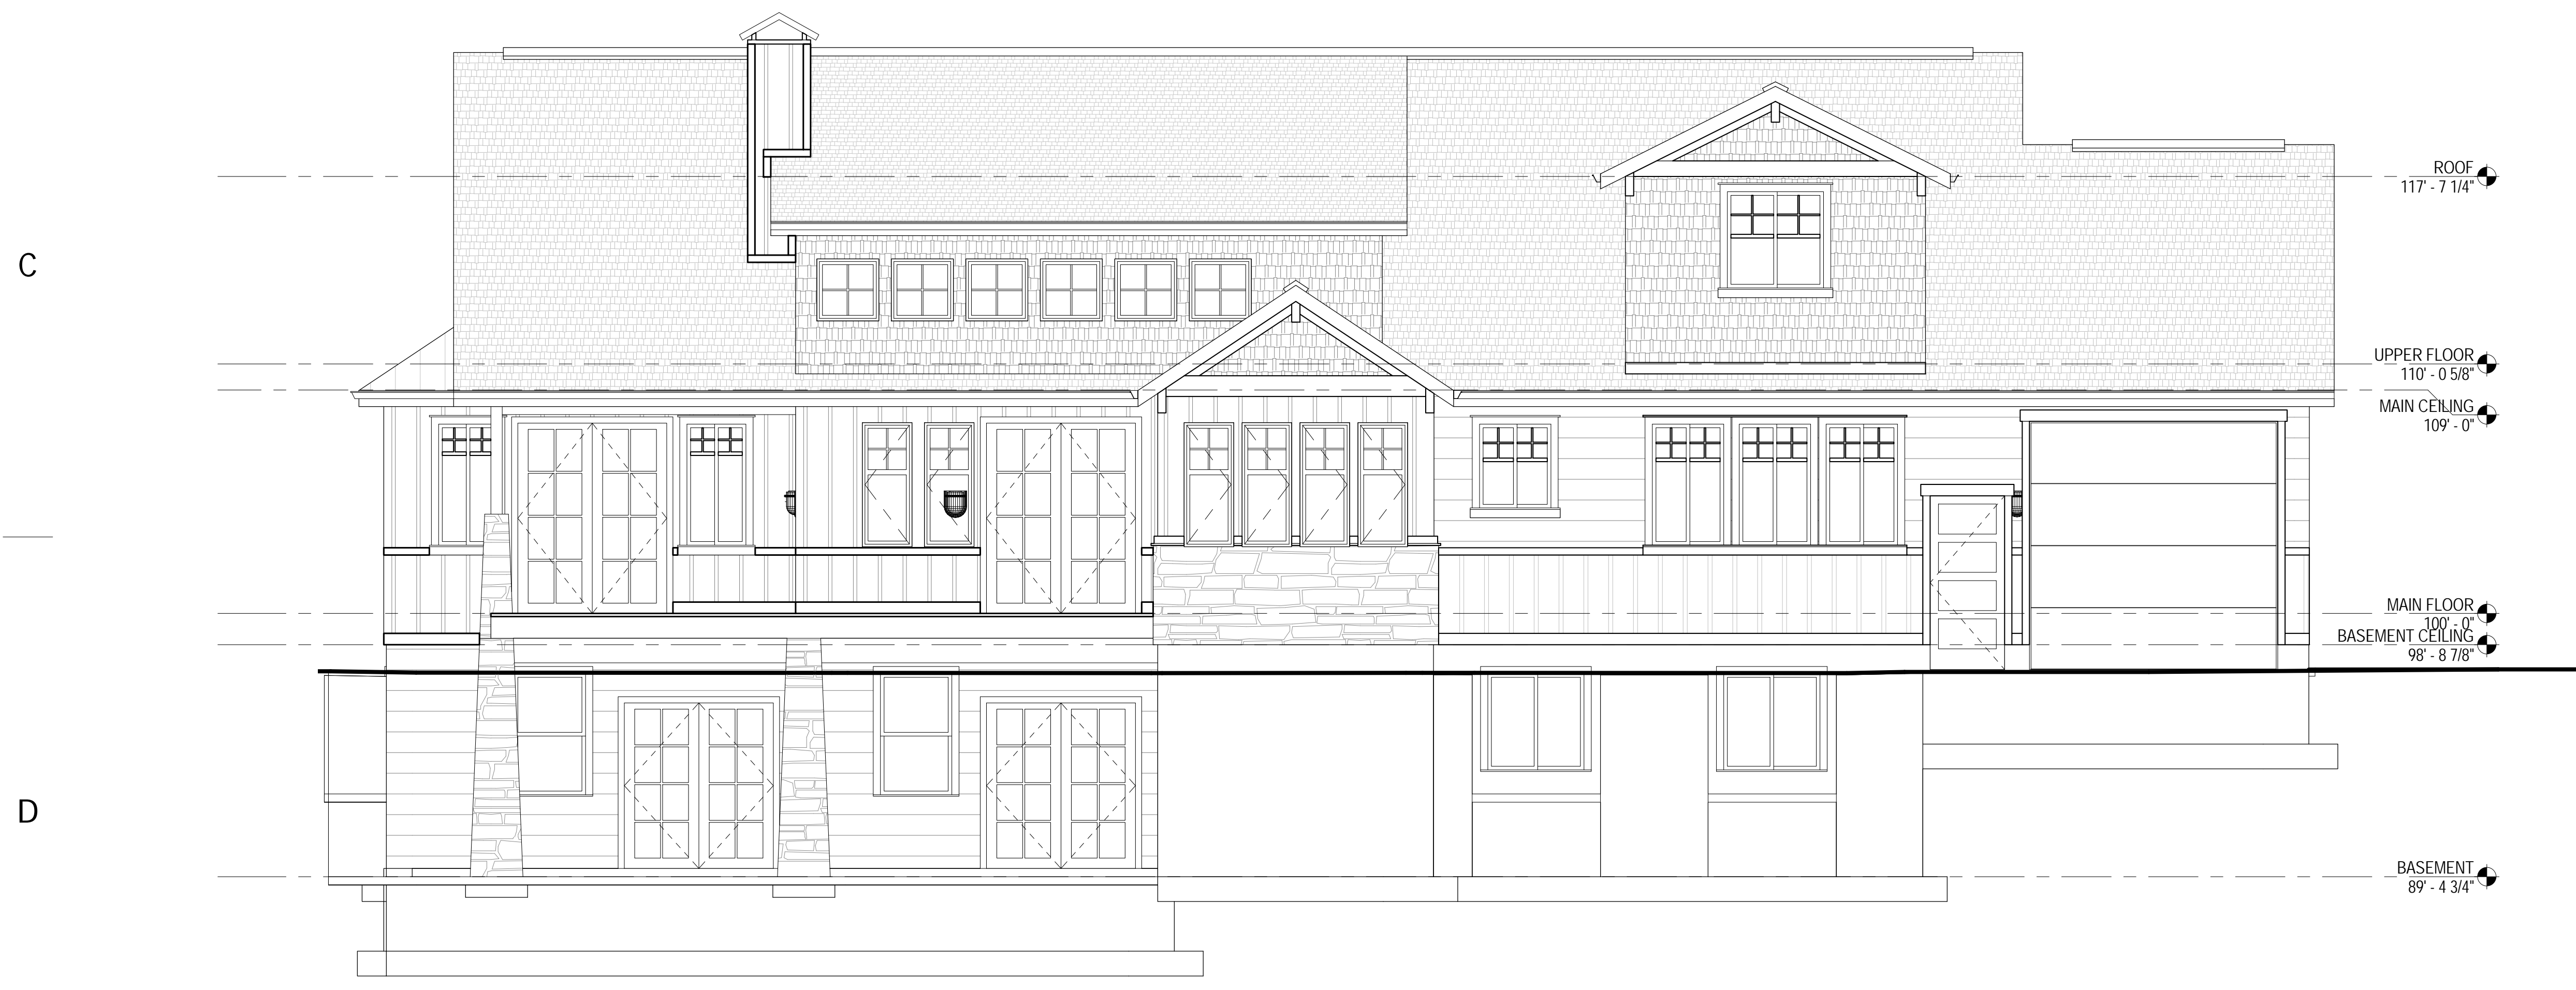 C
ROOF
117' - 7 1/4"
UPPER FLOOR
110' - 0 5/8"
MAIN CEILING
109' - 0"
MAIN FLOOR
100' - 0"
BASEMENT CEILING
98' - 8 7/8"
D
BASEMENT
89' - 4 3/4"